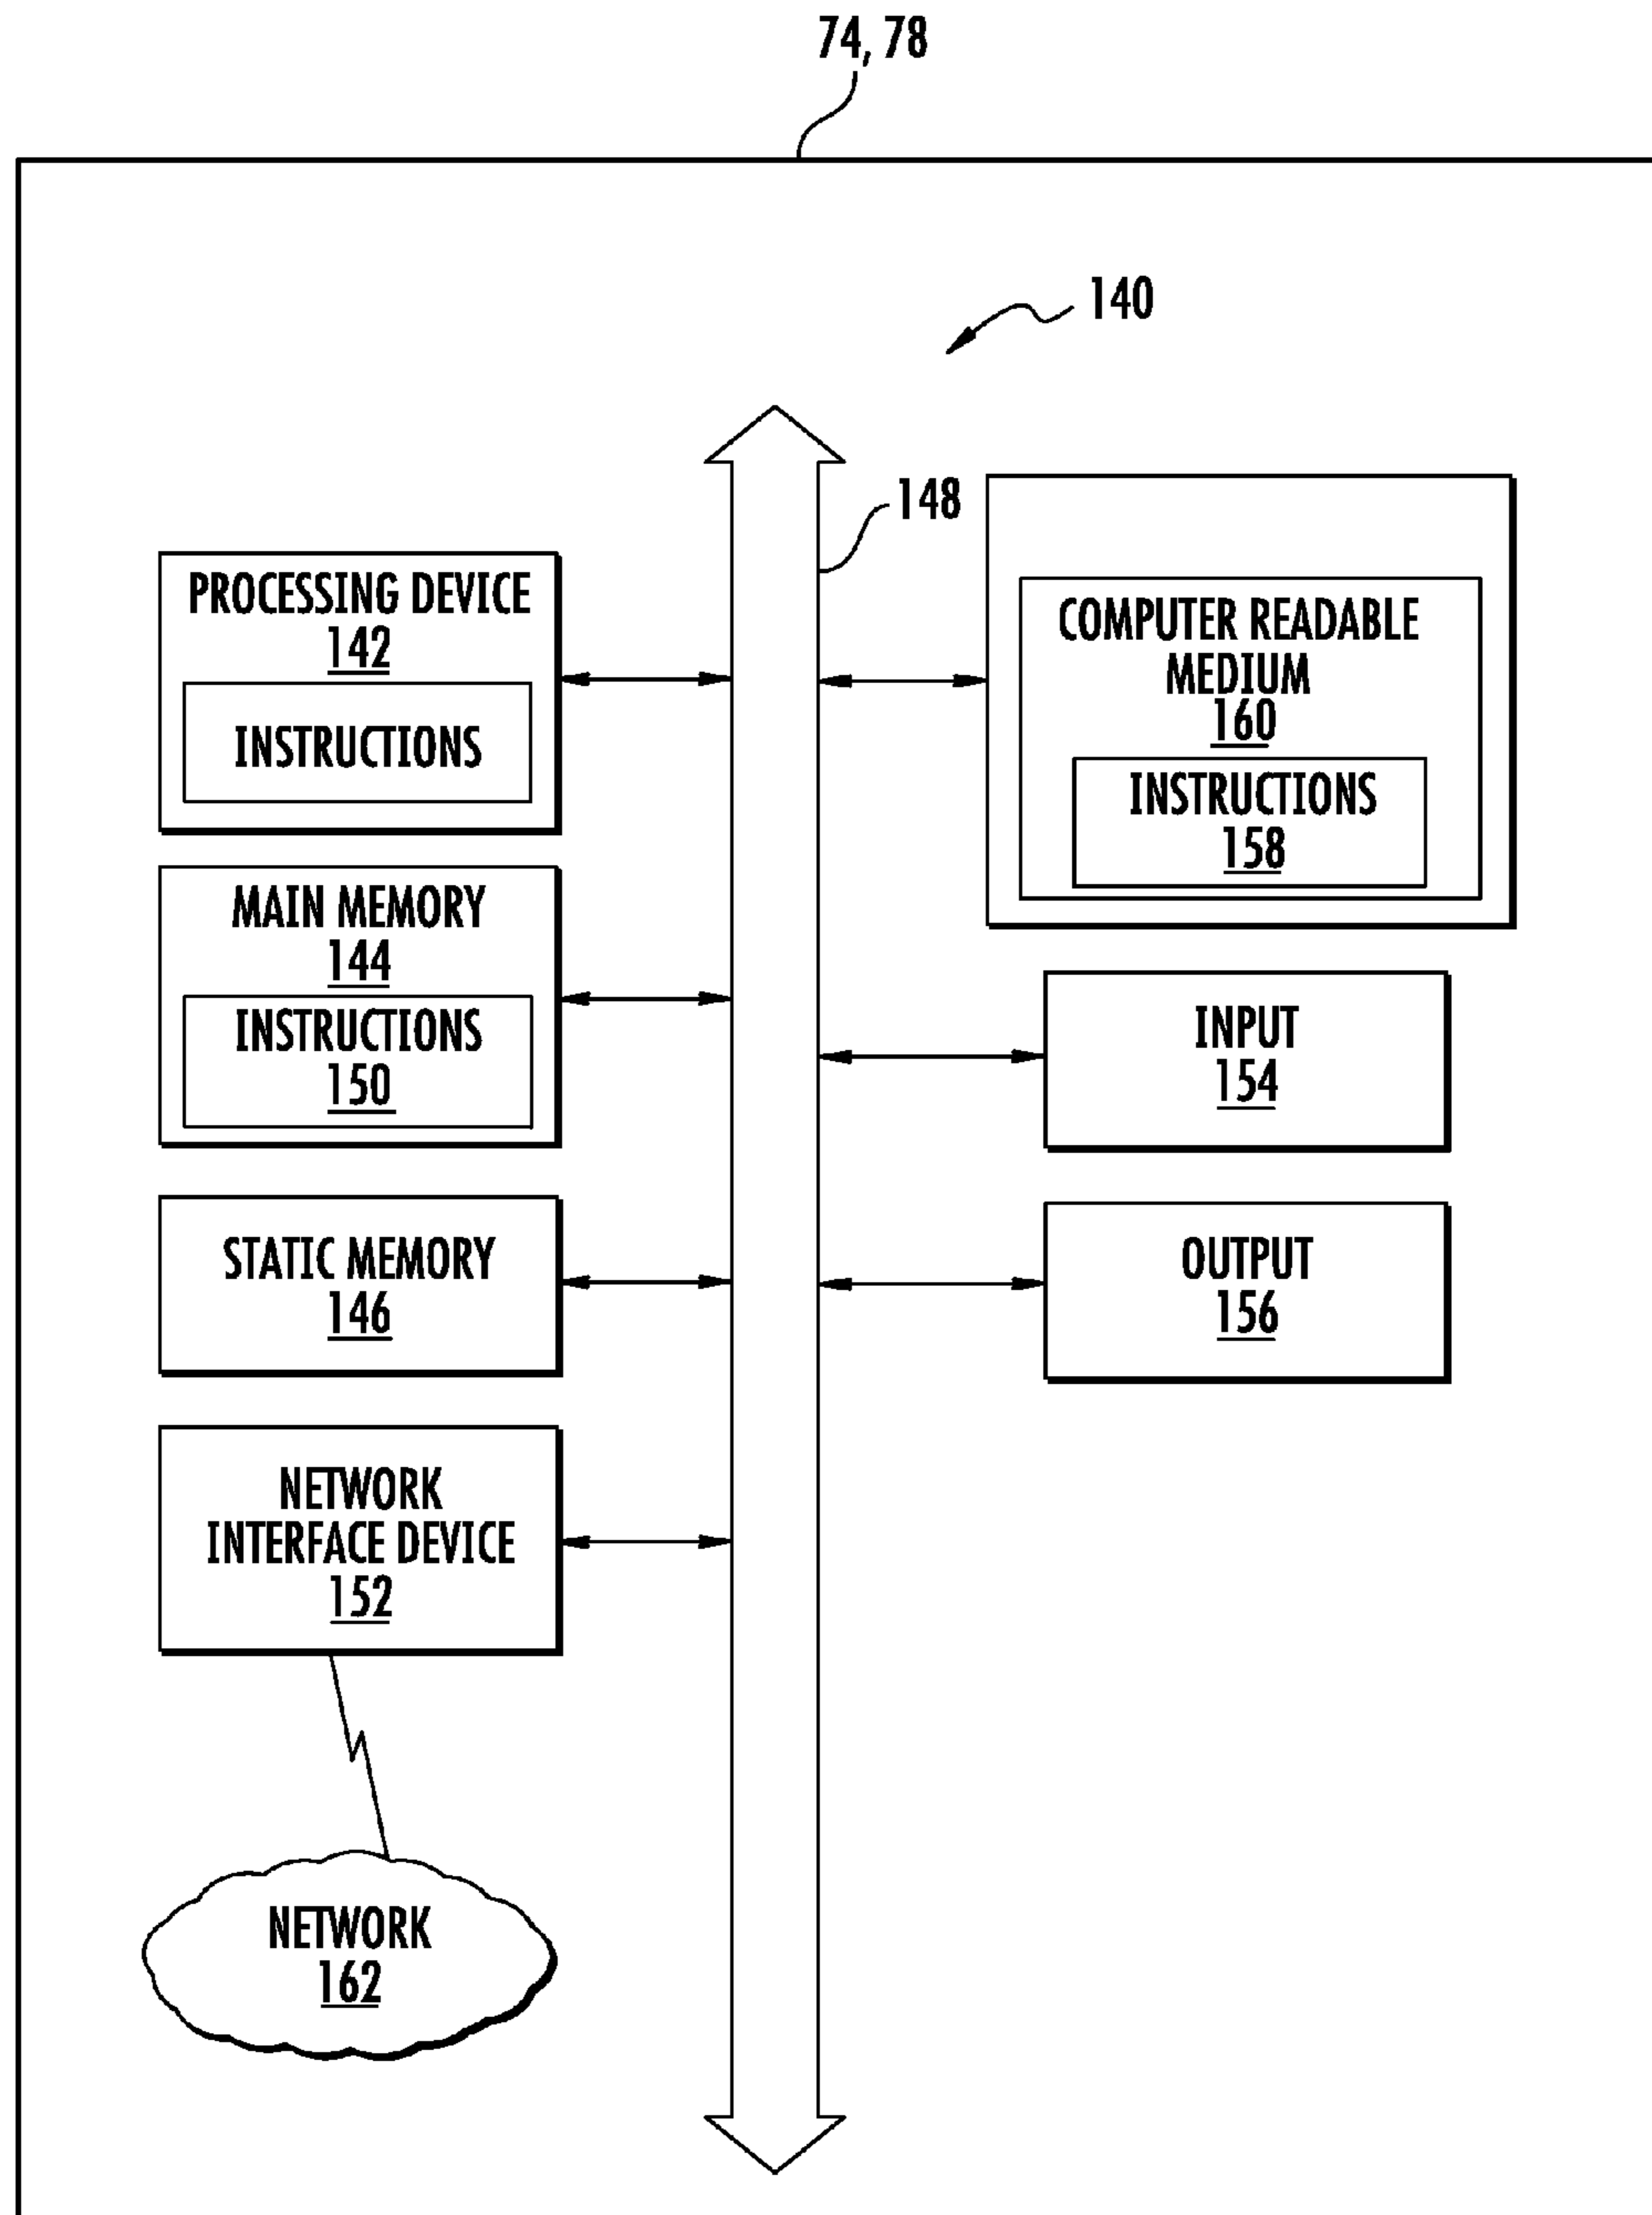 74, 78
140
148
PROCESSING DEVICE
142
INSTRUCTIONS
MAIN MEMORY
144
INSTRUCTIONS
150
STATIC MEMORY
146
NETWORK
INTERFACE DEVICE
152
NETWORK
162
COMPUTER READABLE
MEDIUM
160
INSTRUCTIONS
158
INPUT
154
OUTPUT
156